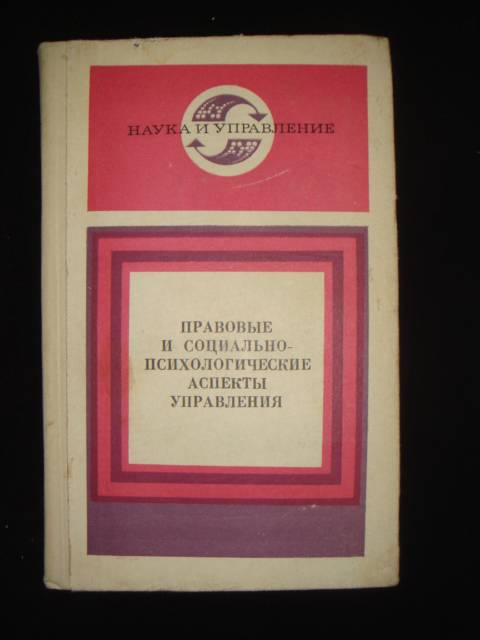 НАУКА И УПРАВЛЕНИЕ
ПРАВОВЫЕ
И СОЦИАЛЬНО-
ПСИХОЛОГИЧЕСКИЕ
АСПЕКТЫ
УПРАВЛЕНИЯ